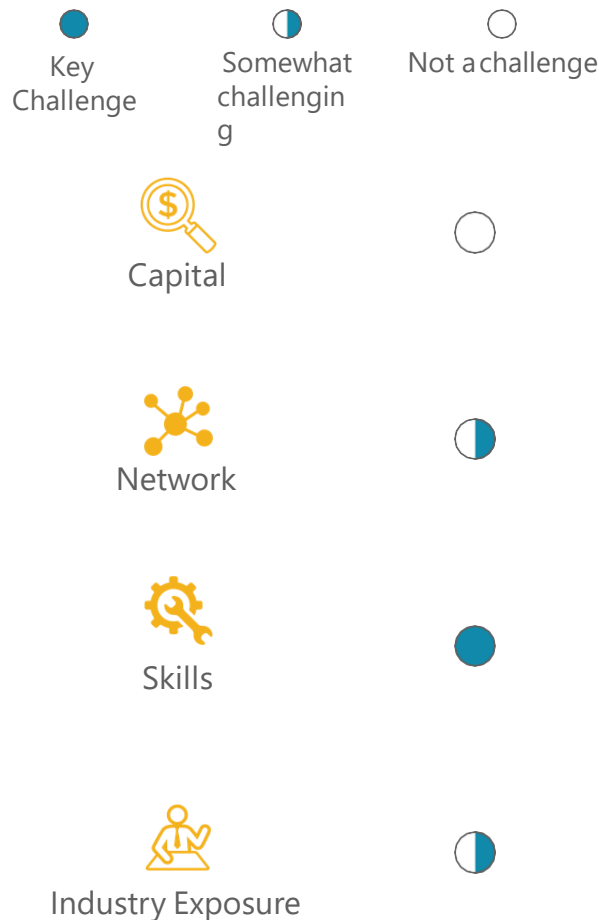 Key
Challenge
Somewhat
challengin
g
Not a challenge
$
Capital
Network
Skills
Industry Exposure